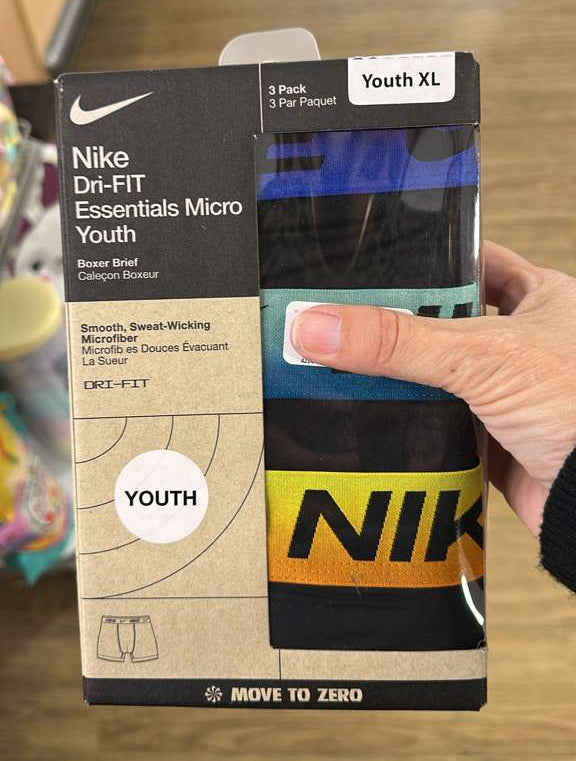 3 Pack
3 Par Paquet
Youth XL
Nike
Dri-FIT
Essentials Micro
Youth
Boxer Brief
Caleçon Boxeur
Smooth, Sweat-Wicking
Microfiber
Microfib es Douces Évacuant
La Sueur
DRI-FIT
YOUTH
NIK
MOVE TO ZERO